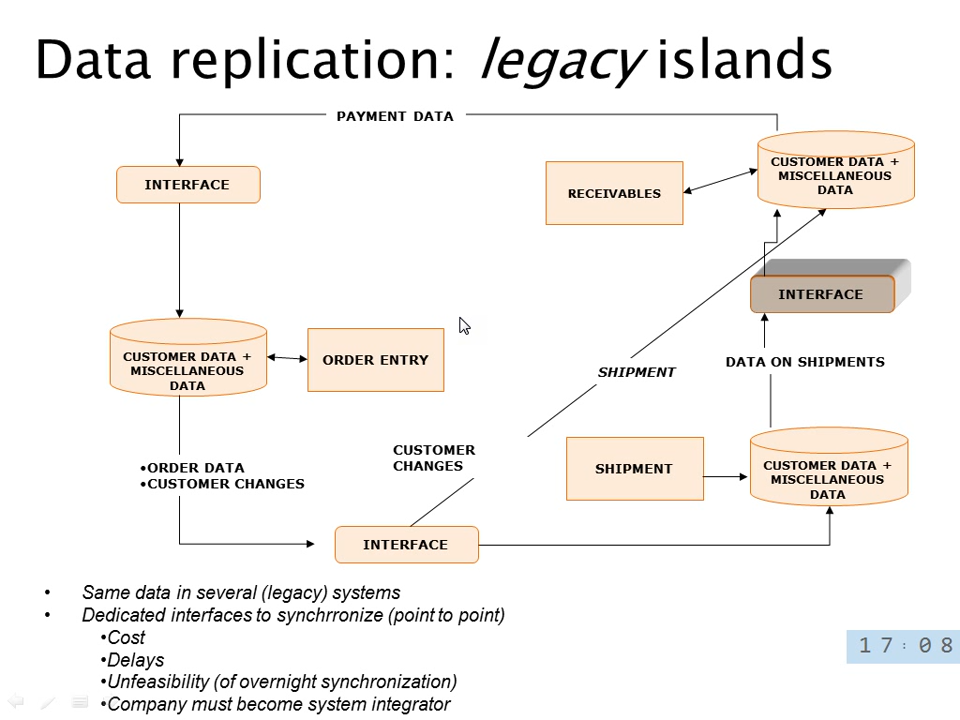 Data replication: legacy islands
PAYMENT DATA
INTERFACE
RECEIVABLES
CUSTOMER DATA +
MISCELLANEOUS
DATA
INTERFACE
CUSTOMER DATA +
MISCELLANEOUS
DATA
ORDER ENTRY
SHIPMENT
DATA ON SHIPMENTS
•ORDER DATA
•CUSTOMER CHANGES
CUSTOMER
CHANGES
SHIPMENT
CUSTOMER DATA +
MISCELLANEOUS
DATA
INTERFACE
• Same data in several (legacy) systems
• Dedicated interfaces to synchrronize (point to point)
•Cost
•Delays
•Unfeasibility (of overnight synchronization)
•Company must become system integrator
17:08